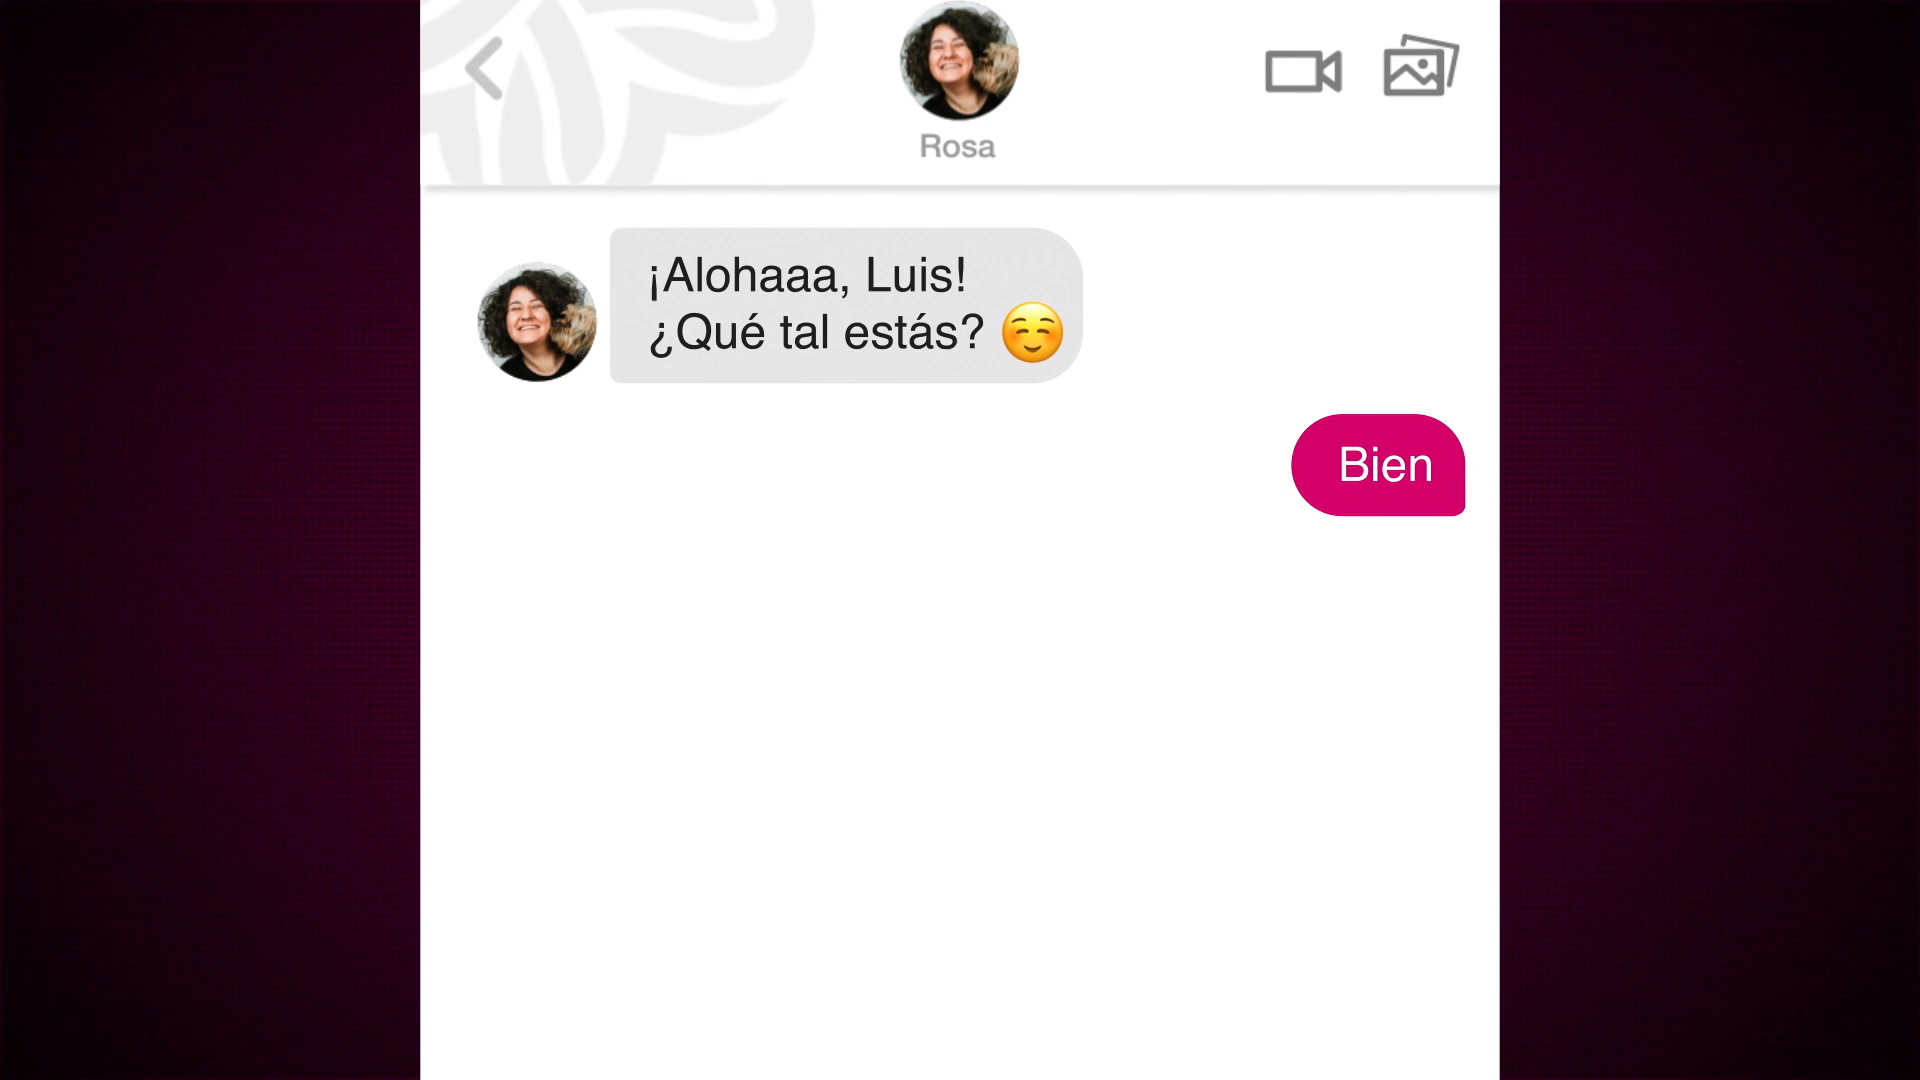 Rosa
¡Alohaaa, Luis!
¿Qué tal estás? ☺️
Bien